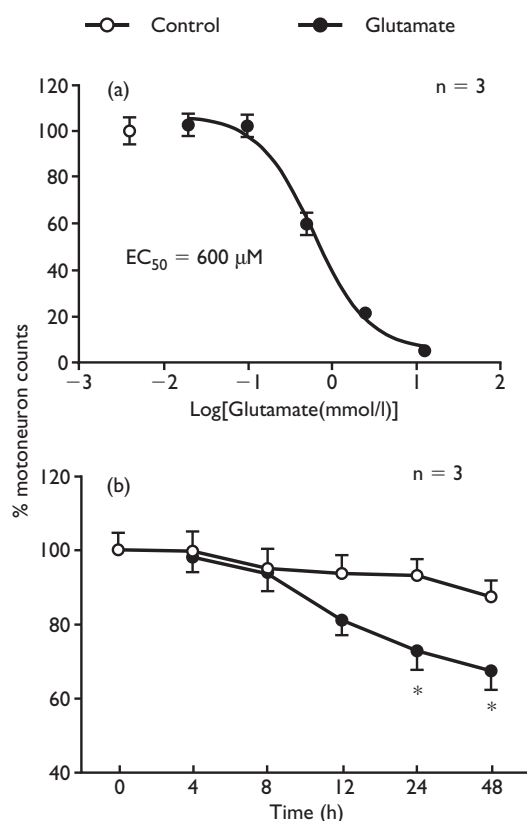 Control Glutamate
120
100
80
60
40
20
0
(a)
n = 3
EC50 = 600 μM
−3 −2 −1 0 1 2
Log[Glutamate(mmol/l)]
% motoneuron counts
120
100
80
60
40
(b)
n = 3
*
*
0 4 8 12 24 48
Time (h)